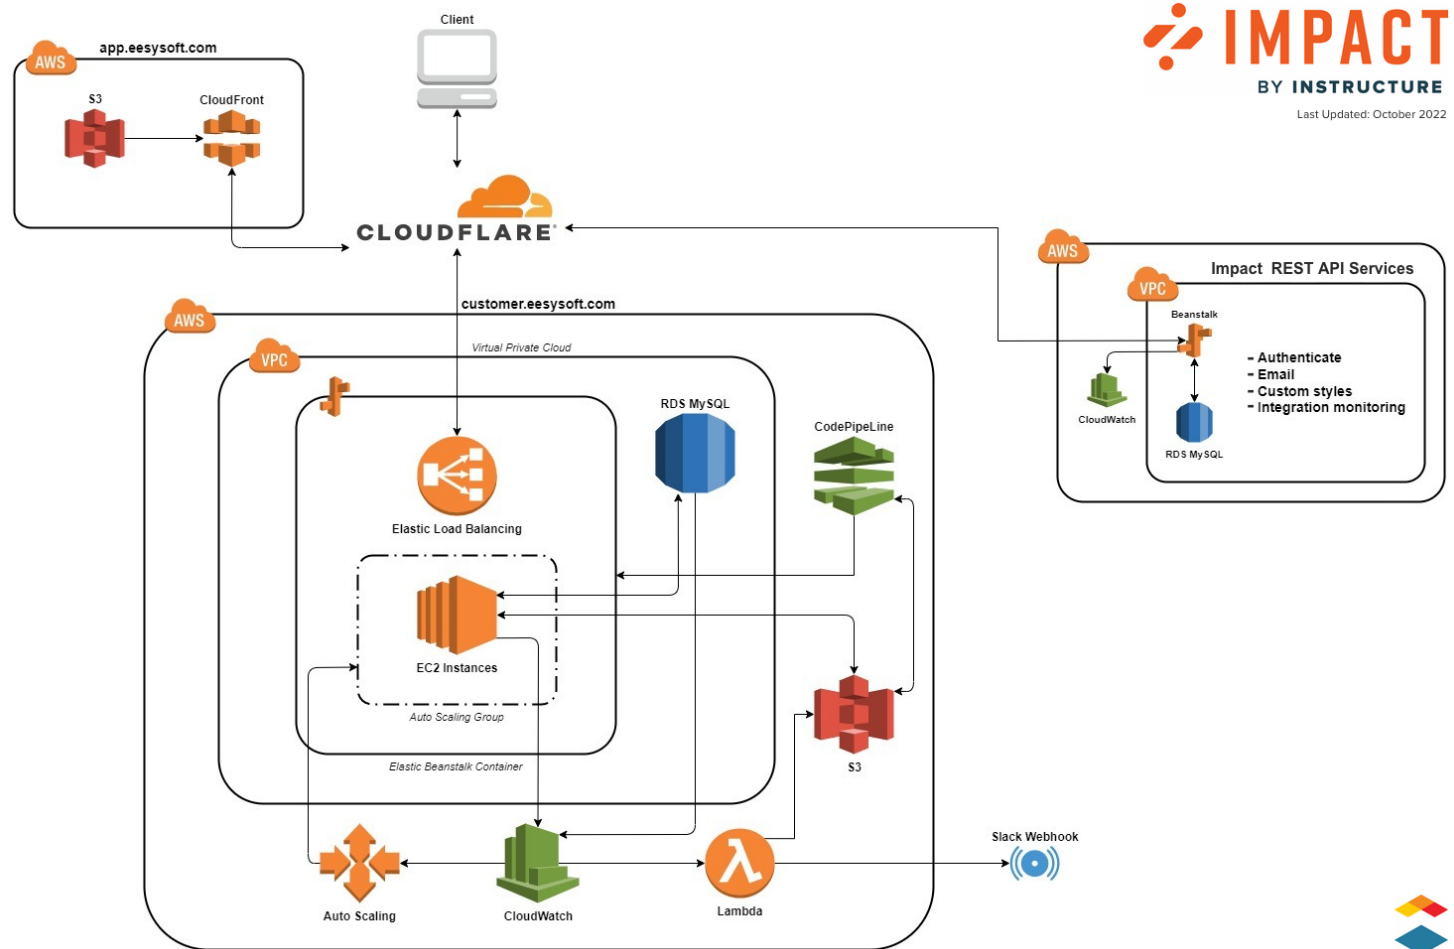 Client
IMPACT
BY INSTRUCTURE
Last Updated: October 2022
app.eesysoft.com
AWS
S3
CloudFront
CLOUDFLARE
AWS
Impact REST API Services
VPC
Beanstalk
- Authenticate
- Email
- Custom styles
- Integration monitoring
CloudWatch
RDS MySQL
customer.eesysoft.com
AWS
Virtual Private Cloud
VPC
RDS MySQL
CodePipeLine
Elastic Load Balancing
EC2 Instances
Auto Scaling Group
Elastic Beanstalk Container
S3
Slack Webhook
Auto Scaling
CloudWatch
Lambda